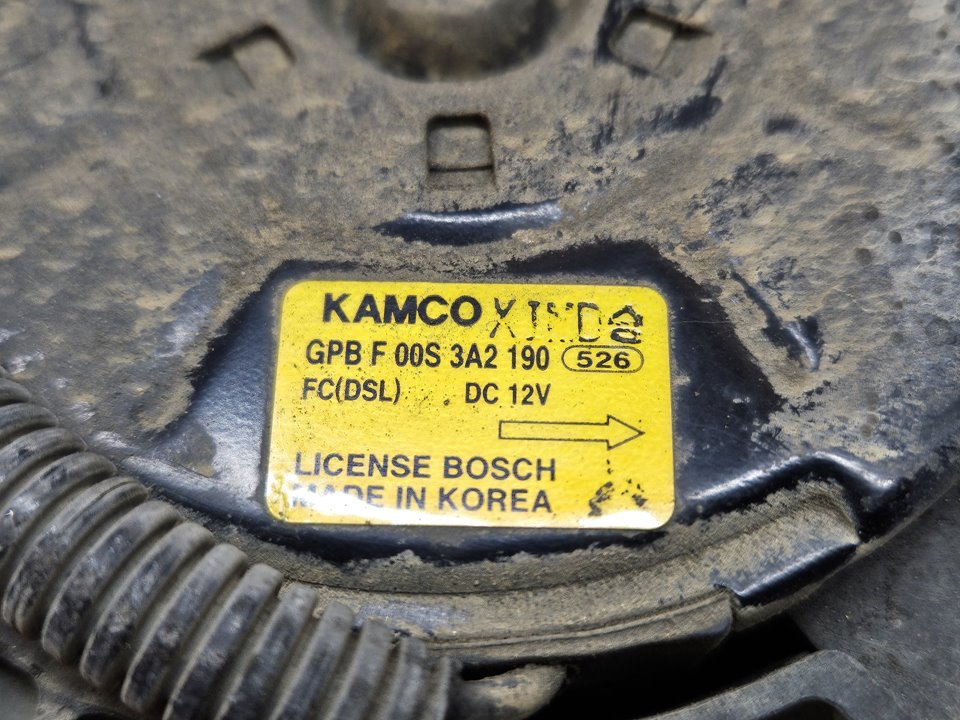 KAMCO
GPB F 00S 3A2 190 526
FC(DSL) DC 12V
LICENSE BOSCH
MADE IN KOREA